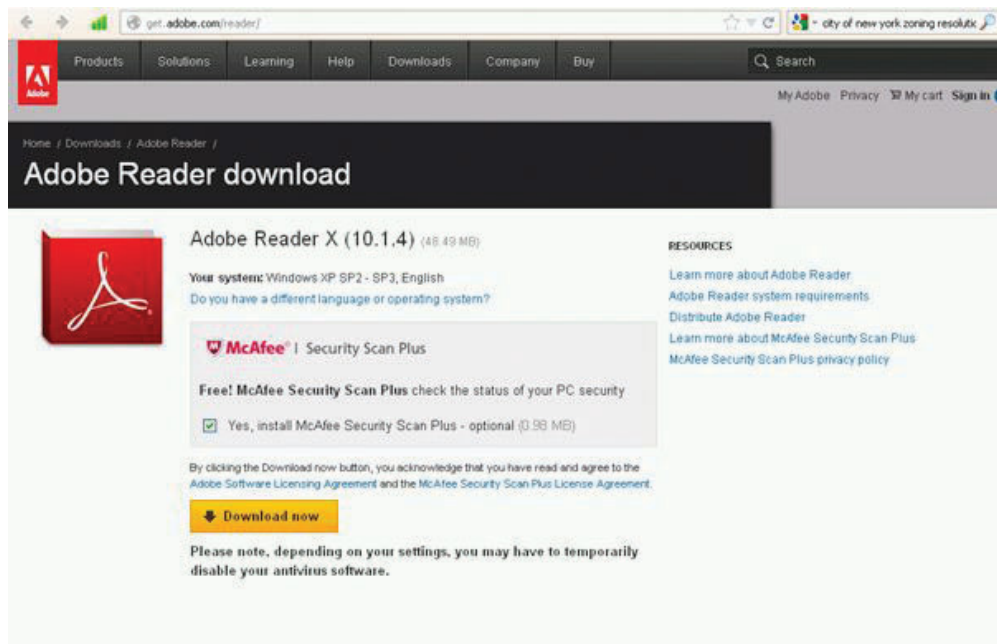 get.adobe.com/reader/
city of new york zoning resolutic
Adobe
Products Solutions Learning Help Downloads Company Buy
Search
My Adobe Privacy My cart Sign in
Home / Downloads / Adobe Reader /
Adobe Reader download
Adobe Reader X (10.1.4) (48.49 MB)
Your system: Windows XP SP2 - SP3, English
Do you have a different language or operating system?
McAfee® | Security Scan Plus
Free! McAfee Security Scan Plus check the status of your PC security
Yes, install McAfee Security Scan Plus - optional (0.98 MB)
By clicking the Download now button, you acknowledge that you have read and agree to the
Adobe Software Licensing Agreement and the McAfee Security Scan Plus License Agreement.
Download now
Please note, depending on your settings, you may have to temporarily
disable your antivirus software.
RESOURCES
Learn more about Adobe Reader
Adobe Reader system requirements
Distribute Adobe Reader
Learn more about McAfee Security Scan Plus
McAfee Security Scan Plus privacy policy